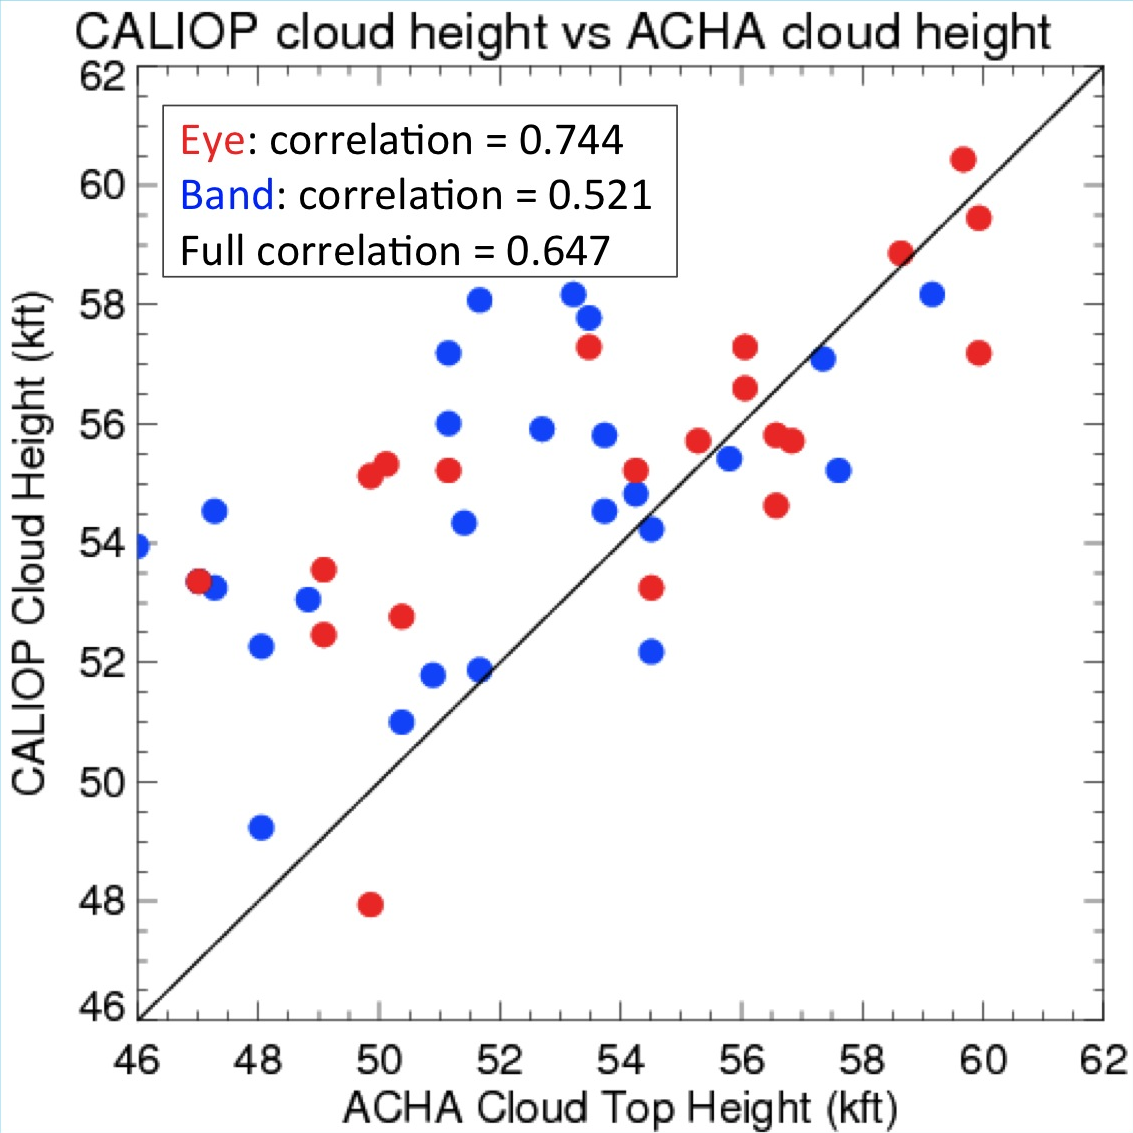 CALIOP cloud height vs ACHA cloud height
Eye: correlation = 0.744
Band: correlation = 0.521
Full correlation = 0.647
CALIOP Cloud Height (kft)
62
60
58
56
54
52
50
48
46
46 48 50 52 54 56 58 60 62
ACHA Cloud Top Height (kft)